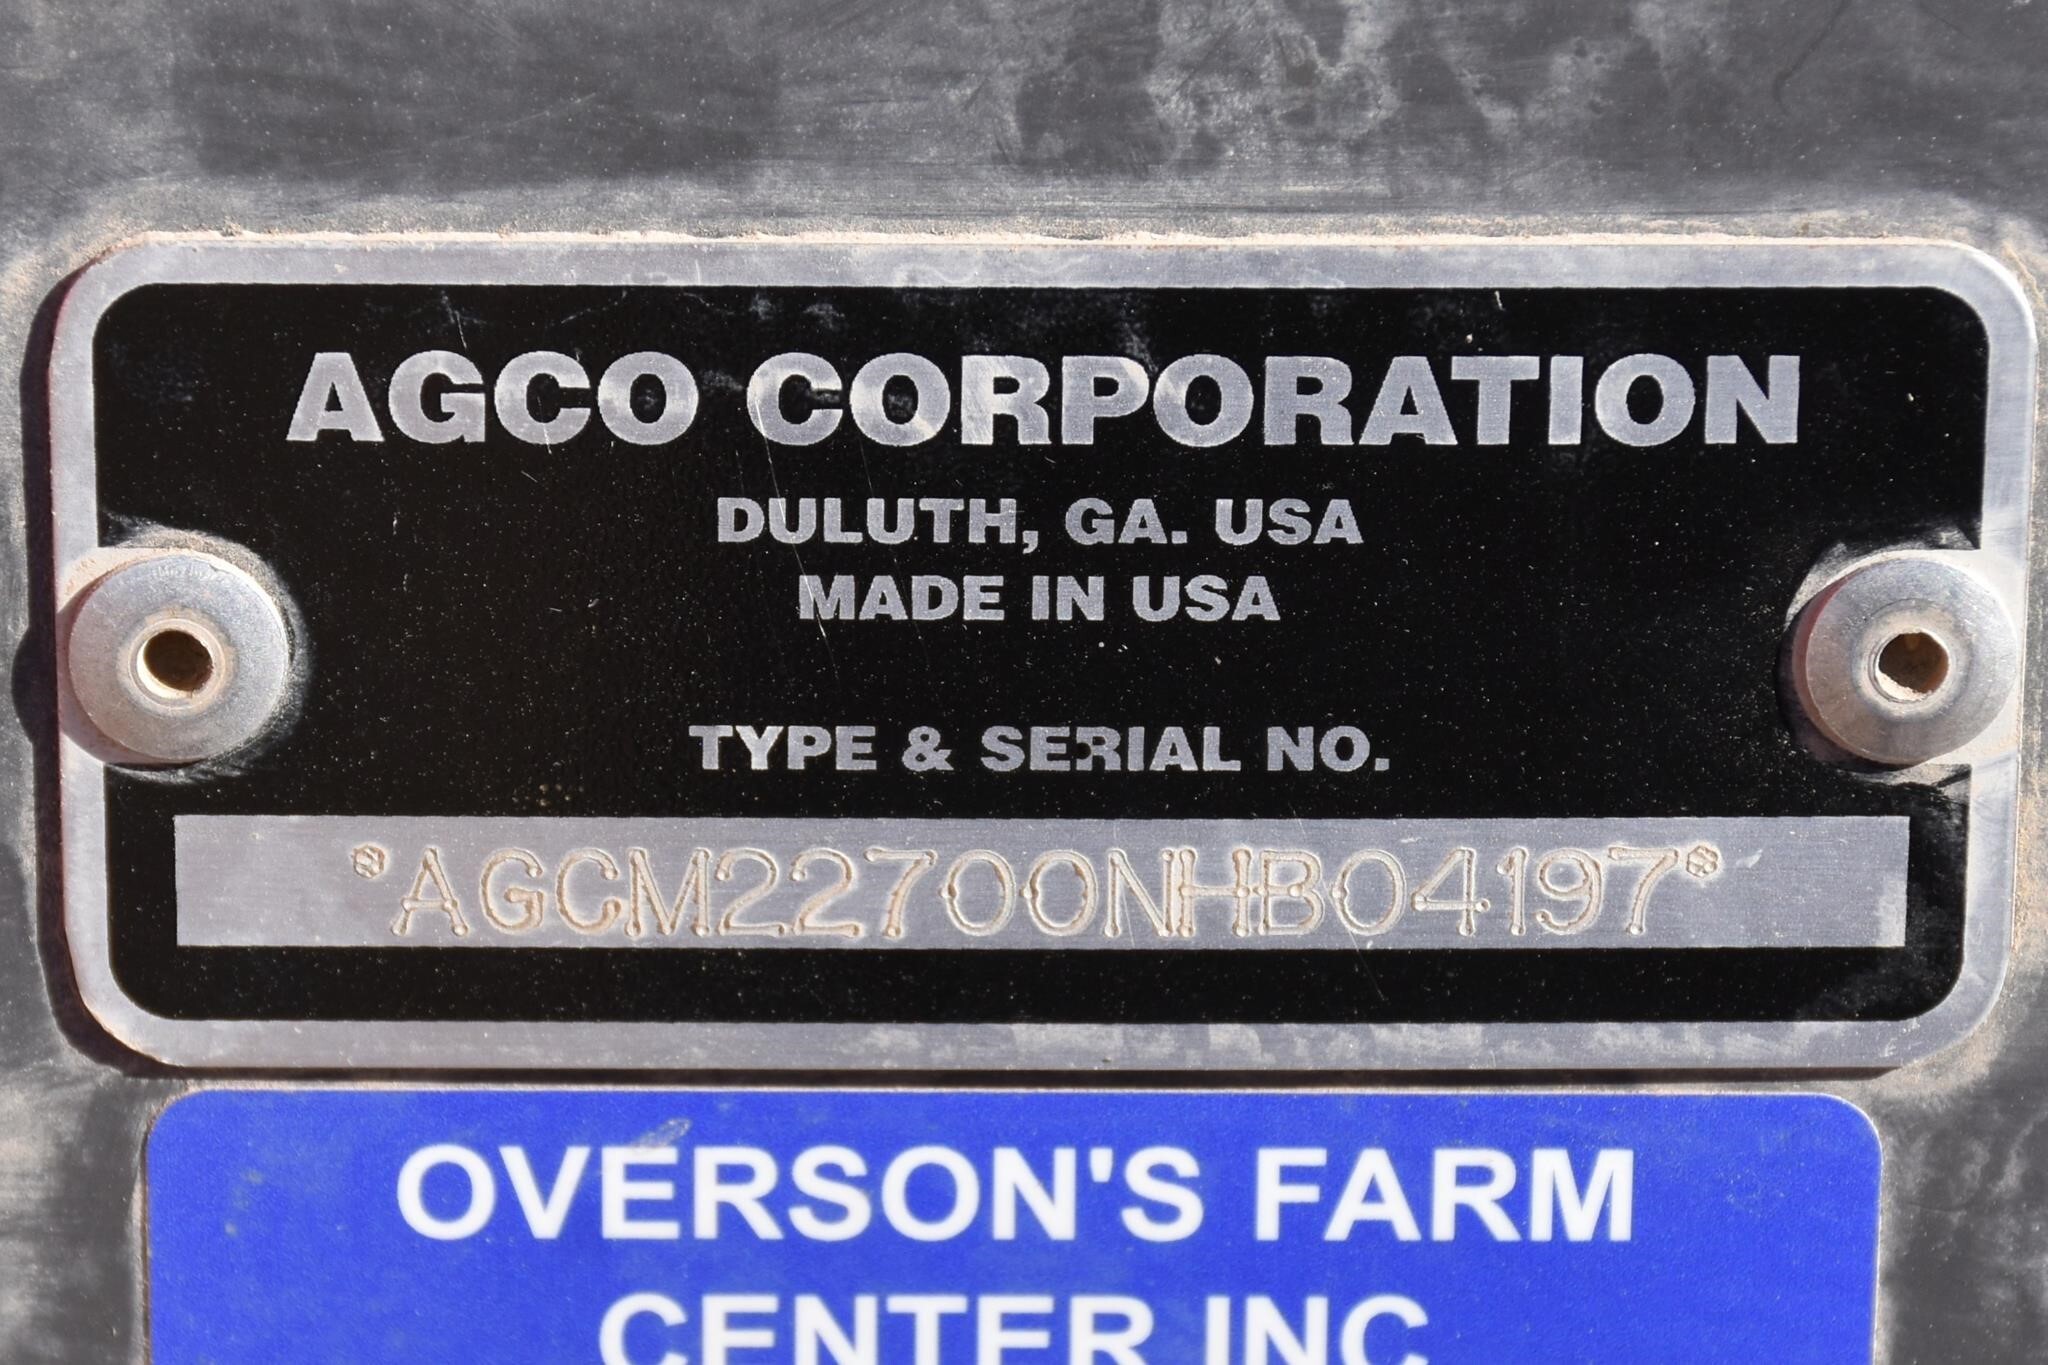 AGCO CORPORATION
DULUTH, GA. USA
MADE IN USA
TYPE & SERIAL NO.
*AGCM22700NHB04197*
OVERSON'S FARM
CENTER INC